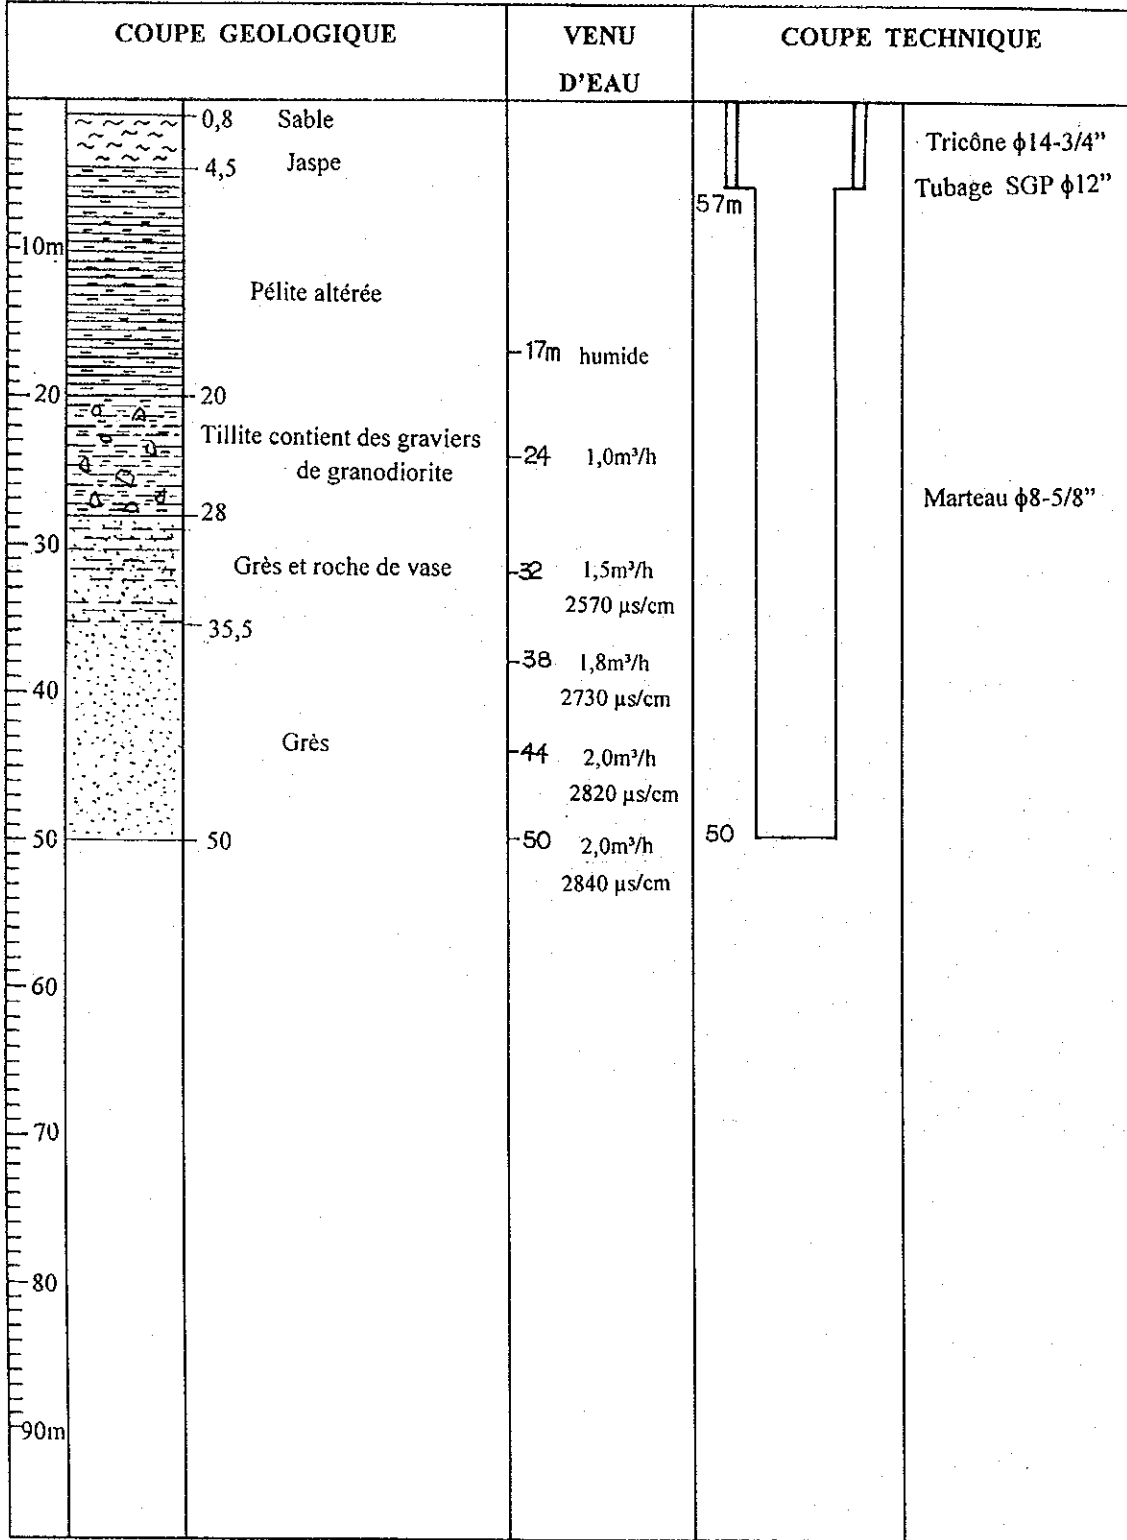 COUPE GEOLOGIQUE
VENU
D'EAU
COUPE TECHNIQUE
0,8 Sable
4,5 Jaspe
10m
Pélite altérée
20
20
Tillite contient des graviers
de granodiorite
28
30
Grès et roche de vase
35,5
40
Grès
50
50
60
70
80
90m
17m humide
24 1,0m³/h
32 1,5m³/h
2570 µs/cm
38 1,8m³/h
2730 µs/cm
44 2,0m³/h
2820 µs/cm
50 2,0m³/h
2840 µs/cm
57m
50
Tricône ϕ14-3/4”
Tubage SGP ϕ12”
Marteau ϕ8-5/8”